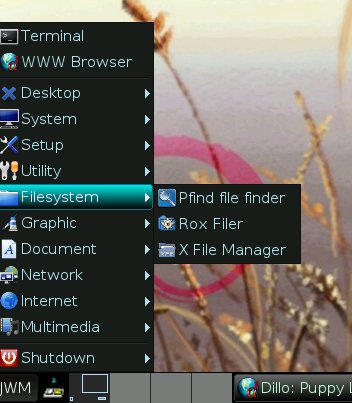 Terminal
WWW Browser
Desktop
System
Setup
Utility
Filesystem
Pfind file finder
Rox Filer
X File Manager
Graphic
Document
Network
Internet
Multimedia
Shutdown
JWM
Dillo: Puppy L